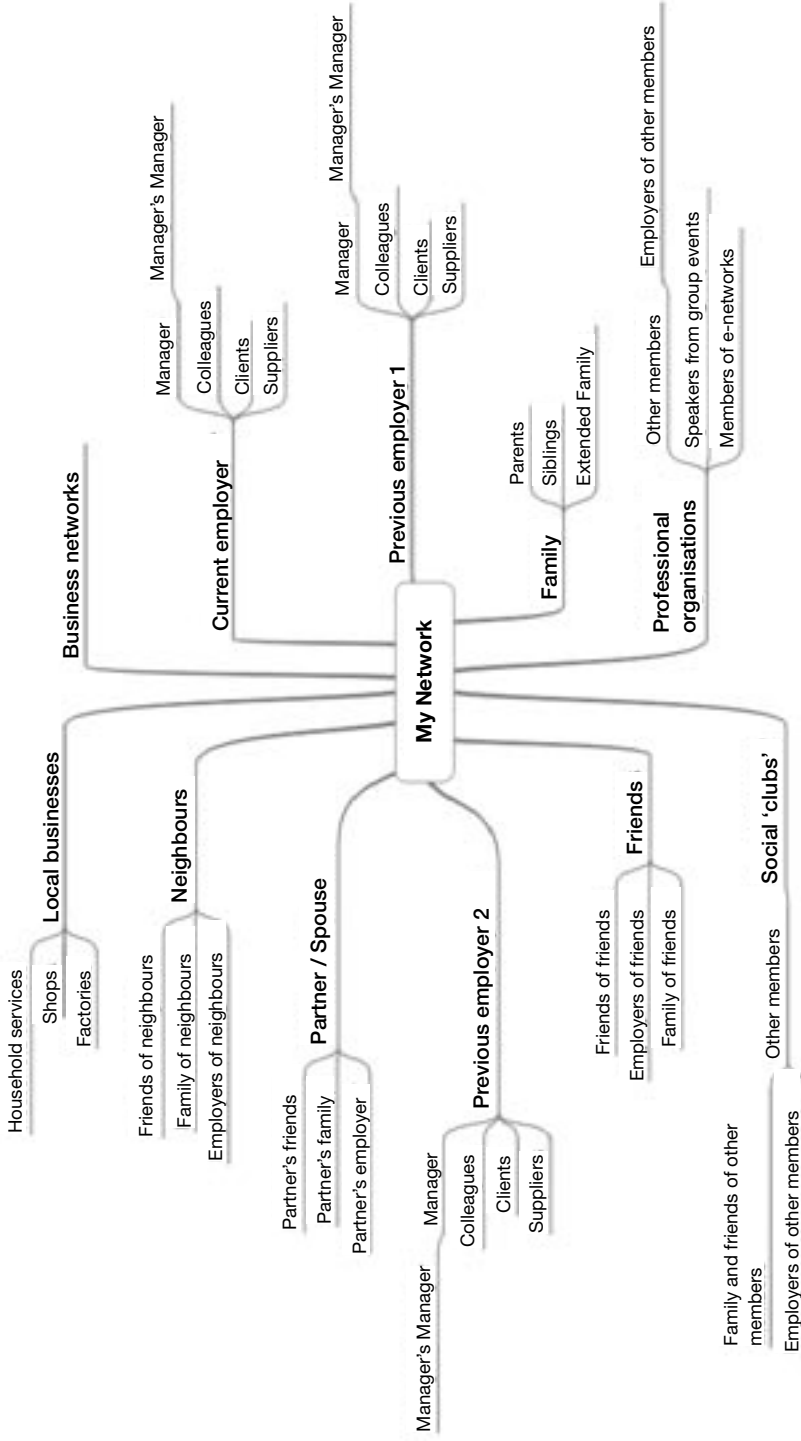 My Network
Business networks
Current employer
Manager
Manager's Manager
Colleagues
Clients
Suppliers
Previous employer 1
Manager
Manager's Manager
Colleagues
Clients
Suppliers
Family
Parents
Siblings
Extended Family
Professional
organisations
Other members
Employers of other members
Speakers from group events
Members of e-networks
Local businesses
Household services
Shops
Factories
Neighbours
Friends of neighbours
Family of neighbours
Employers of neighbours
Partner / Spouse
Partner's friends
Partner's family
Partner's employer
Previous employer 2
Manager
Manager's Manager
Colleagues
Clients
Suppliers
Friends
Friends of friends
Employers of friends
Family of friends
Social ‘clubs’
Other members
Family and friends of other
members
Employers of other members